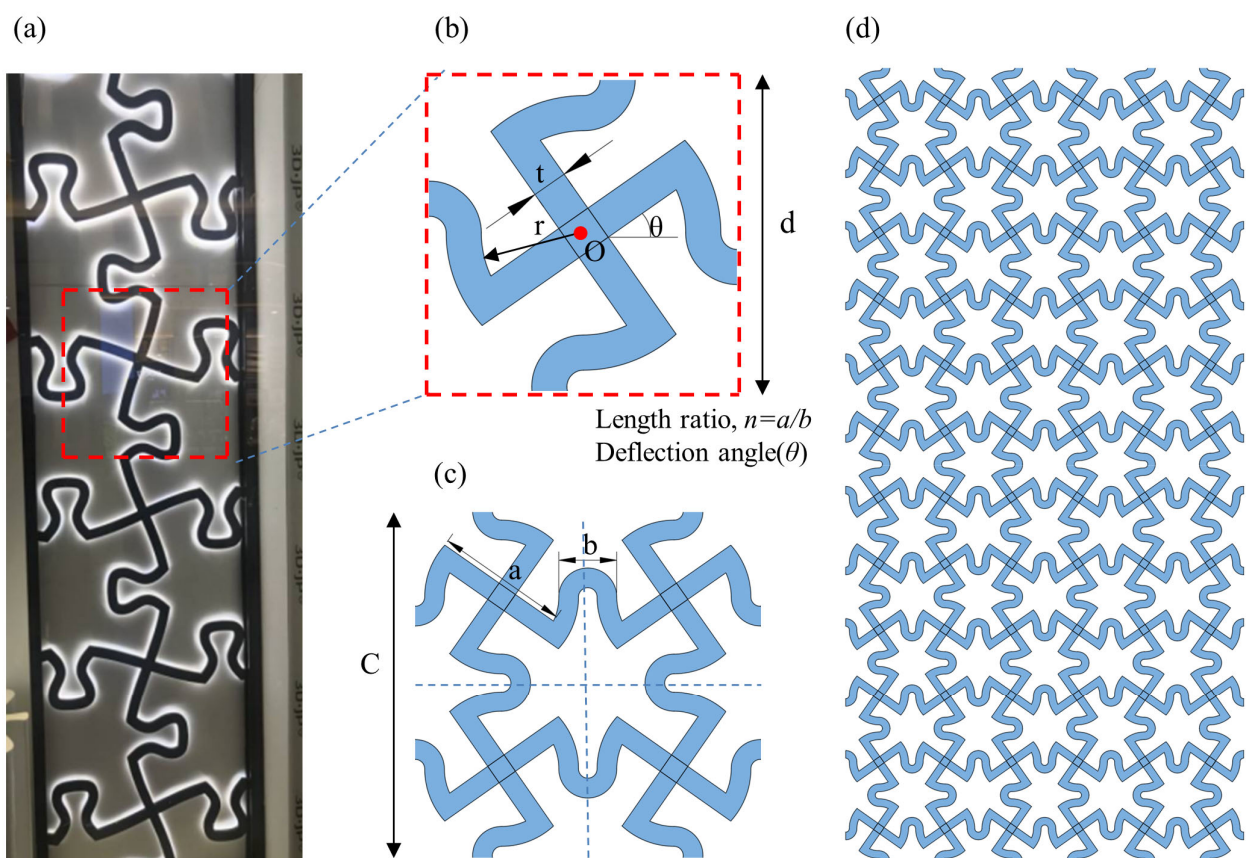 (a)
(b)
(d)
t
r
O
θ
d
Length ratio, n=a/b
Deflection angle(θ)
(c)
a
b
C